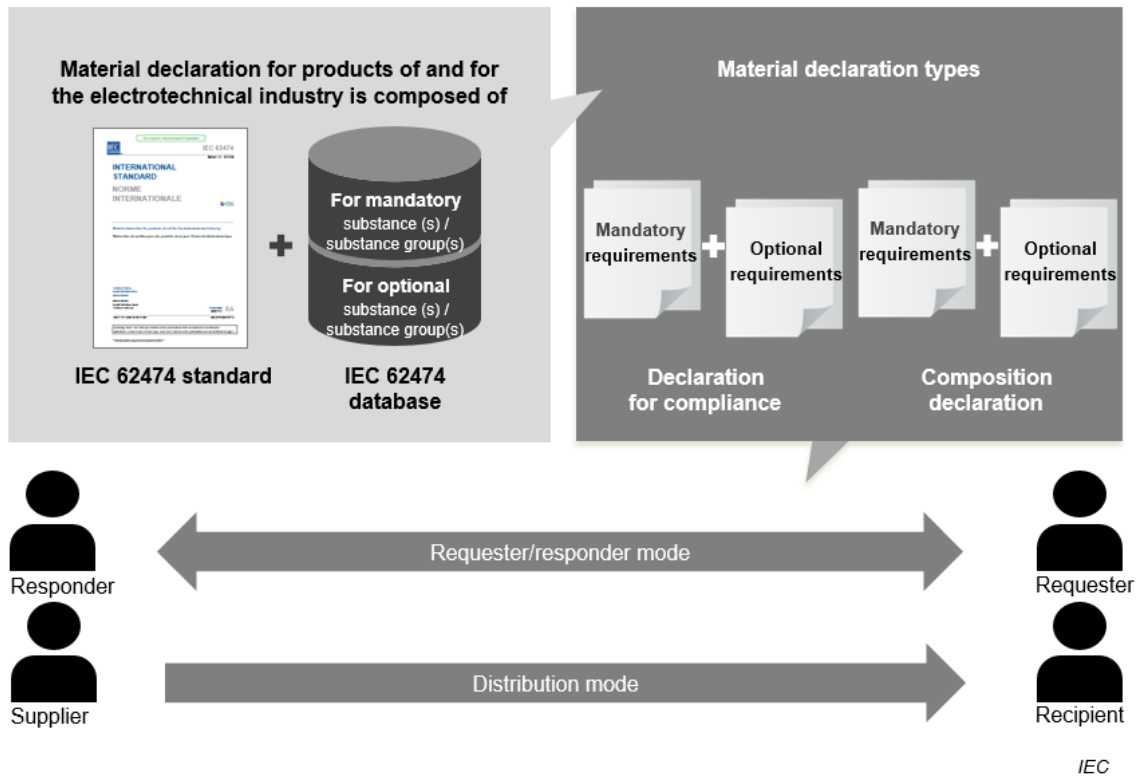 Material declaration for products of and for
the electrotechnical industry is composed of
IEC
IEC 62474
INTERNATIONAL
STANDARD
NORME
INTERNATIONALE
For mandatory
substance (s) /
substance group(s)
For optional
substance (s) /
substance group(s)
IEC 62474 standard
IEC 62474
database
Material declaration types
Mandatory
requirements
Optional
requirements
Mandatory
requirements
Optional
requirements
Declaration
for compliance
Composition
declaration
Responder
Requester/responder mode
Requester
Supplier
Distribution mode
Recipient
IEC